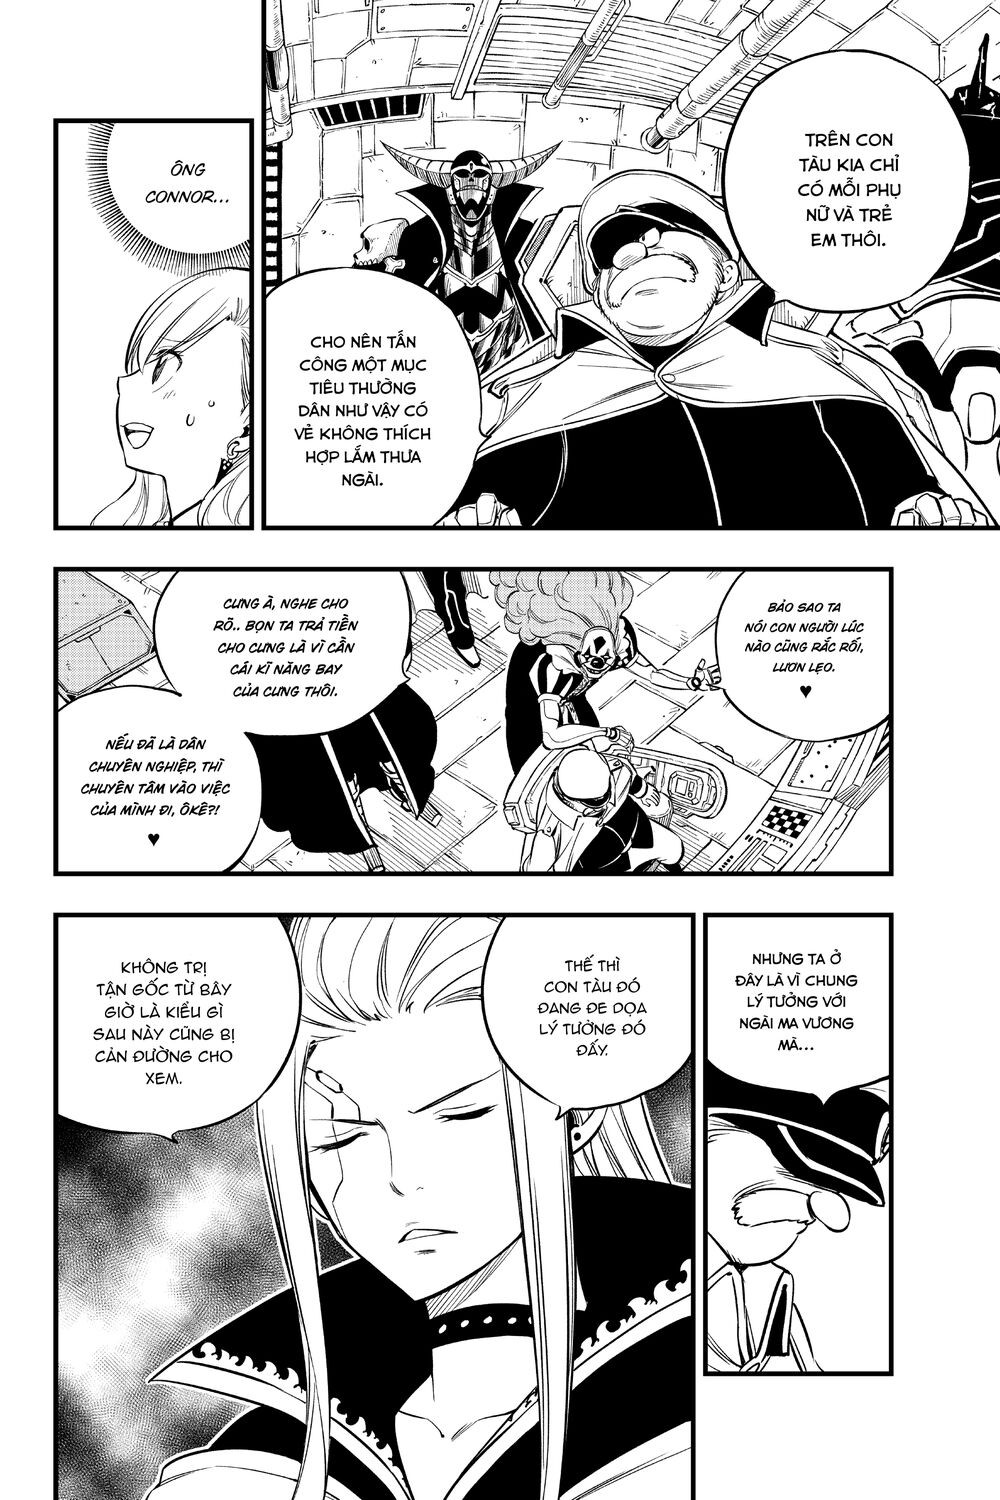 TRÊN CON
TÀU KIA CHỈ
CÓ MỖI PHỤ
NỮ VÀ TRẺ
EM THÔI.
CHO NÊN TẤN
CÔNG MỘT MỤC
TIÊU THƯỜNG
DÂN NHƯ VẬY CÓ
VẺ KHÔNG THÍCH
HỢP LẮM THƯA
NGÀI.
ÔNG
CONNOR...
BẢO SAO TA
NÓI CON NGƯỜI LÚC
NÀO CŨNG RẮC RỐI,
LƯƠN LẸO.
♥
CƯNG À, NGHE CHO
RÕ.. BỌN TA TRẢ TIỀN
CHO CƯNG LÀ VÌ CẦN
CÁI KĨ NĂNG BAY
CỦA CƯNG THÔI.
NẾU ĐÃ LÀ DÂN
CHUYÊN NGHIỆP, THÌ
CHUYÊN TÂM VÀO VIỆC
CỦA MÌNH ĐI, ÔKÊ?!
♥
NHƯNG TA Ở
ĐÂY LÀ VÌ CHUNG
LÝ TƯỞNG VỚI
NGÀI MA VƯƠNG
MÀ...
THẾ THÌ
CON TÀU ĐÓ
ĐANG ĐE DỌA
LÝ TƯỞNG ĐÓ
ĐẤY.
KHÔNG TRỊ
TẬN GỐC TỪ BÂY
GIỜ LÀ KIỂU GÌ
SAU NÀY CŨNG BỊ
CẢN ĐƯỜNG CHO
XEM.